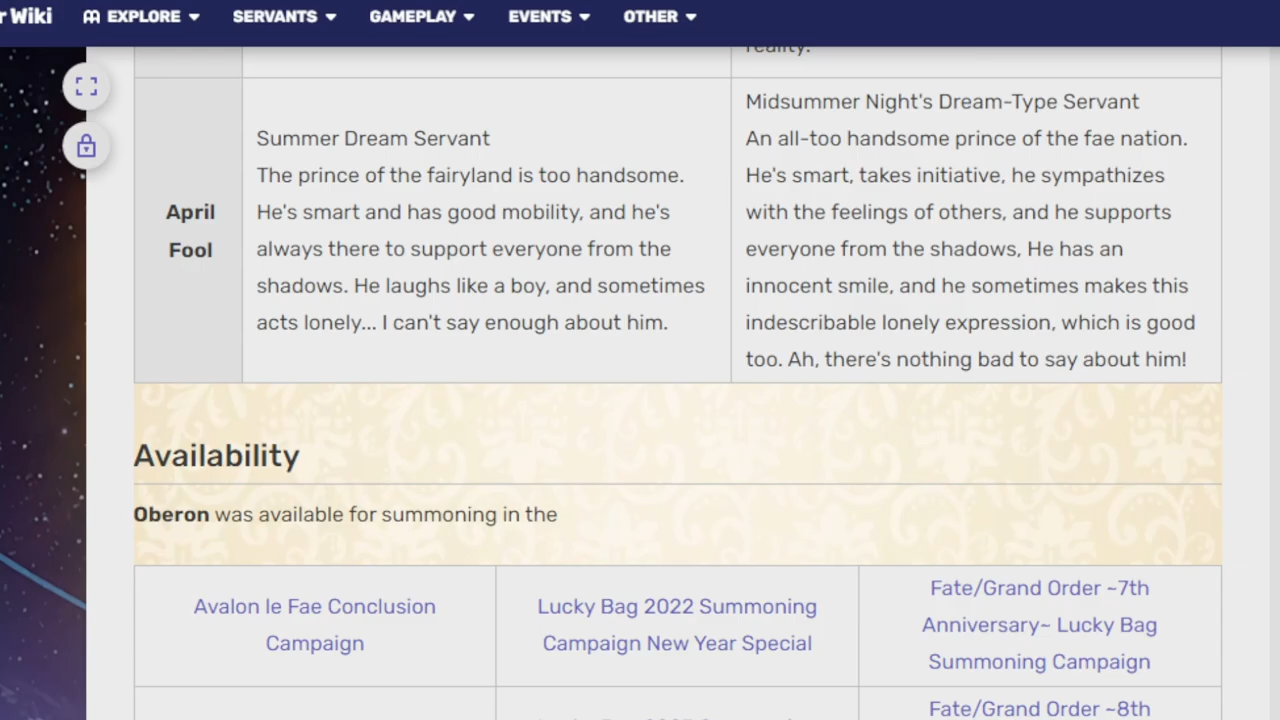 r Wiki
EXPLORE
SERVANTS
GAMEPLAY
EVENTS
OTHER
reality.
April
Fool
Summer Dream Servant
The prince of the fairyland is too handsome.
He's smart and has good mobility, and he's
always there to support everyone from the
shadows. He laughs like a boy, and sometimes
acts lonely... I can't say enough about him.
Midsummer Night's Dream-Type Servant
An all-too handsome prince of the fae nation.
He's smart, takes initiative, he sympathizes
with the feelings of others, and he supports
everyone from the shadows, He has an
innocent smile, and he sometimes makes this
indescribable lonely expression, which is good
too. Ah, there's nothing bad to say about him!
Availability
Oberon was available for summoning in the
Avalon le Fae Conclusion
Campaign
Lucky Bag 2022 Summoning
Campaign New Year Special
Fate/Grand Order ~7th
Anniversary~ Lucky Bag
Summoning Campaign
Fate/Grand Order ~8th